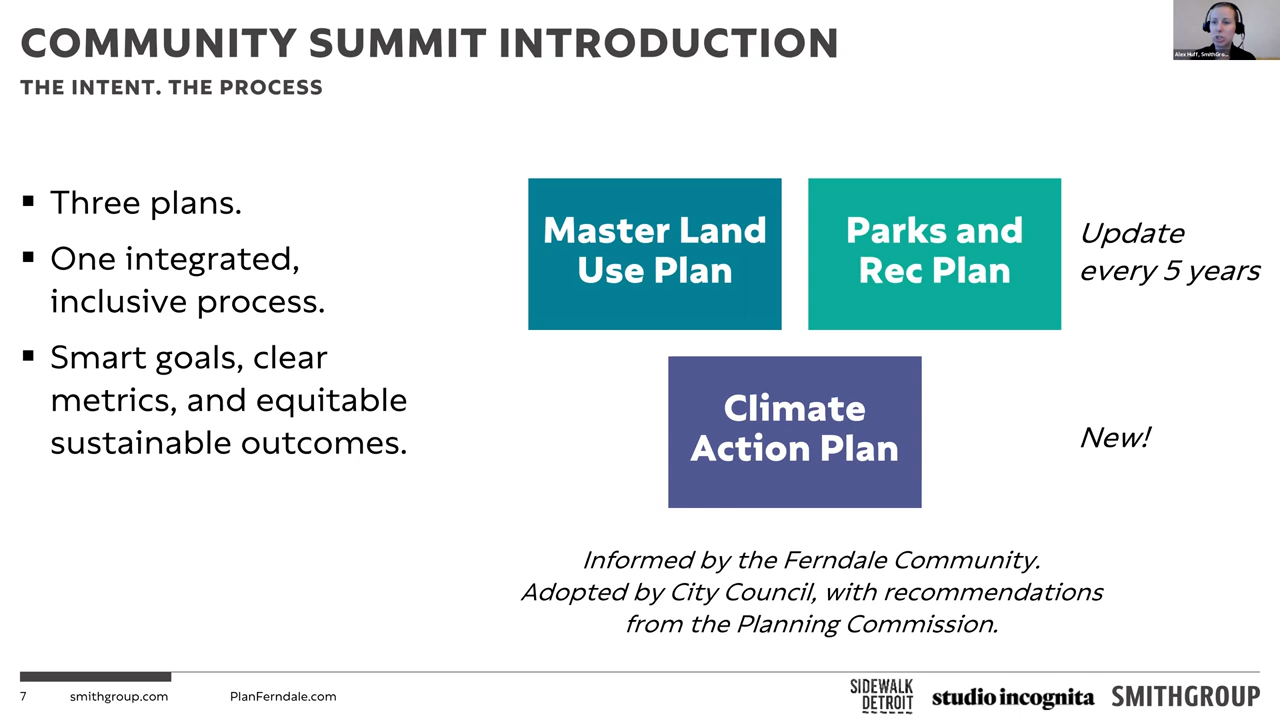 COMMUNITY SUMMIT INTRODUCTION
THE INTENT. THE PROCESS
Alex Huff, SmithGro...
▪ Three plans.
▪ One integrated,
inclusive process.
▪ Smart goals, clear
metrics, and equitable
sustainable outcomes.
Master Land
Use Plan
Parks and
Rec Plan
Update
every 5 years
Climate
Action Plan
New!
Informed by the Ferndale Community.
Adopted by City Council, with recommendations
from the Planning Commission.
7 smithgroup.com PlanFerndale.com
SIDEWALK
DETROIT
studio incognita
SMITHGROUP